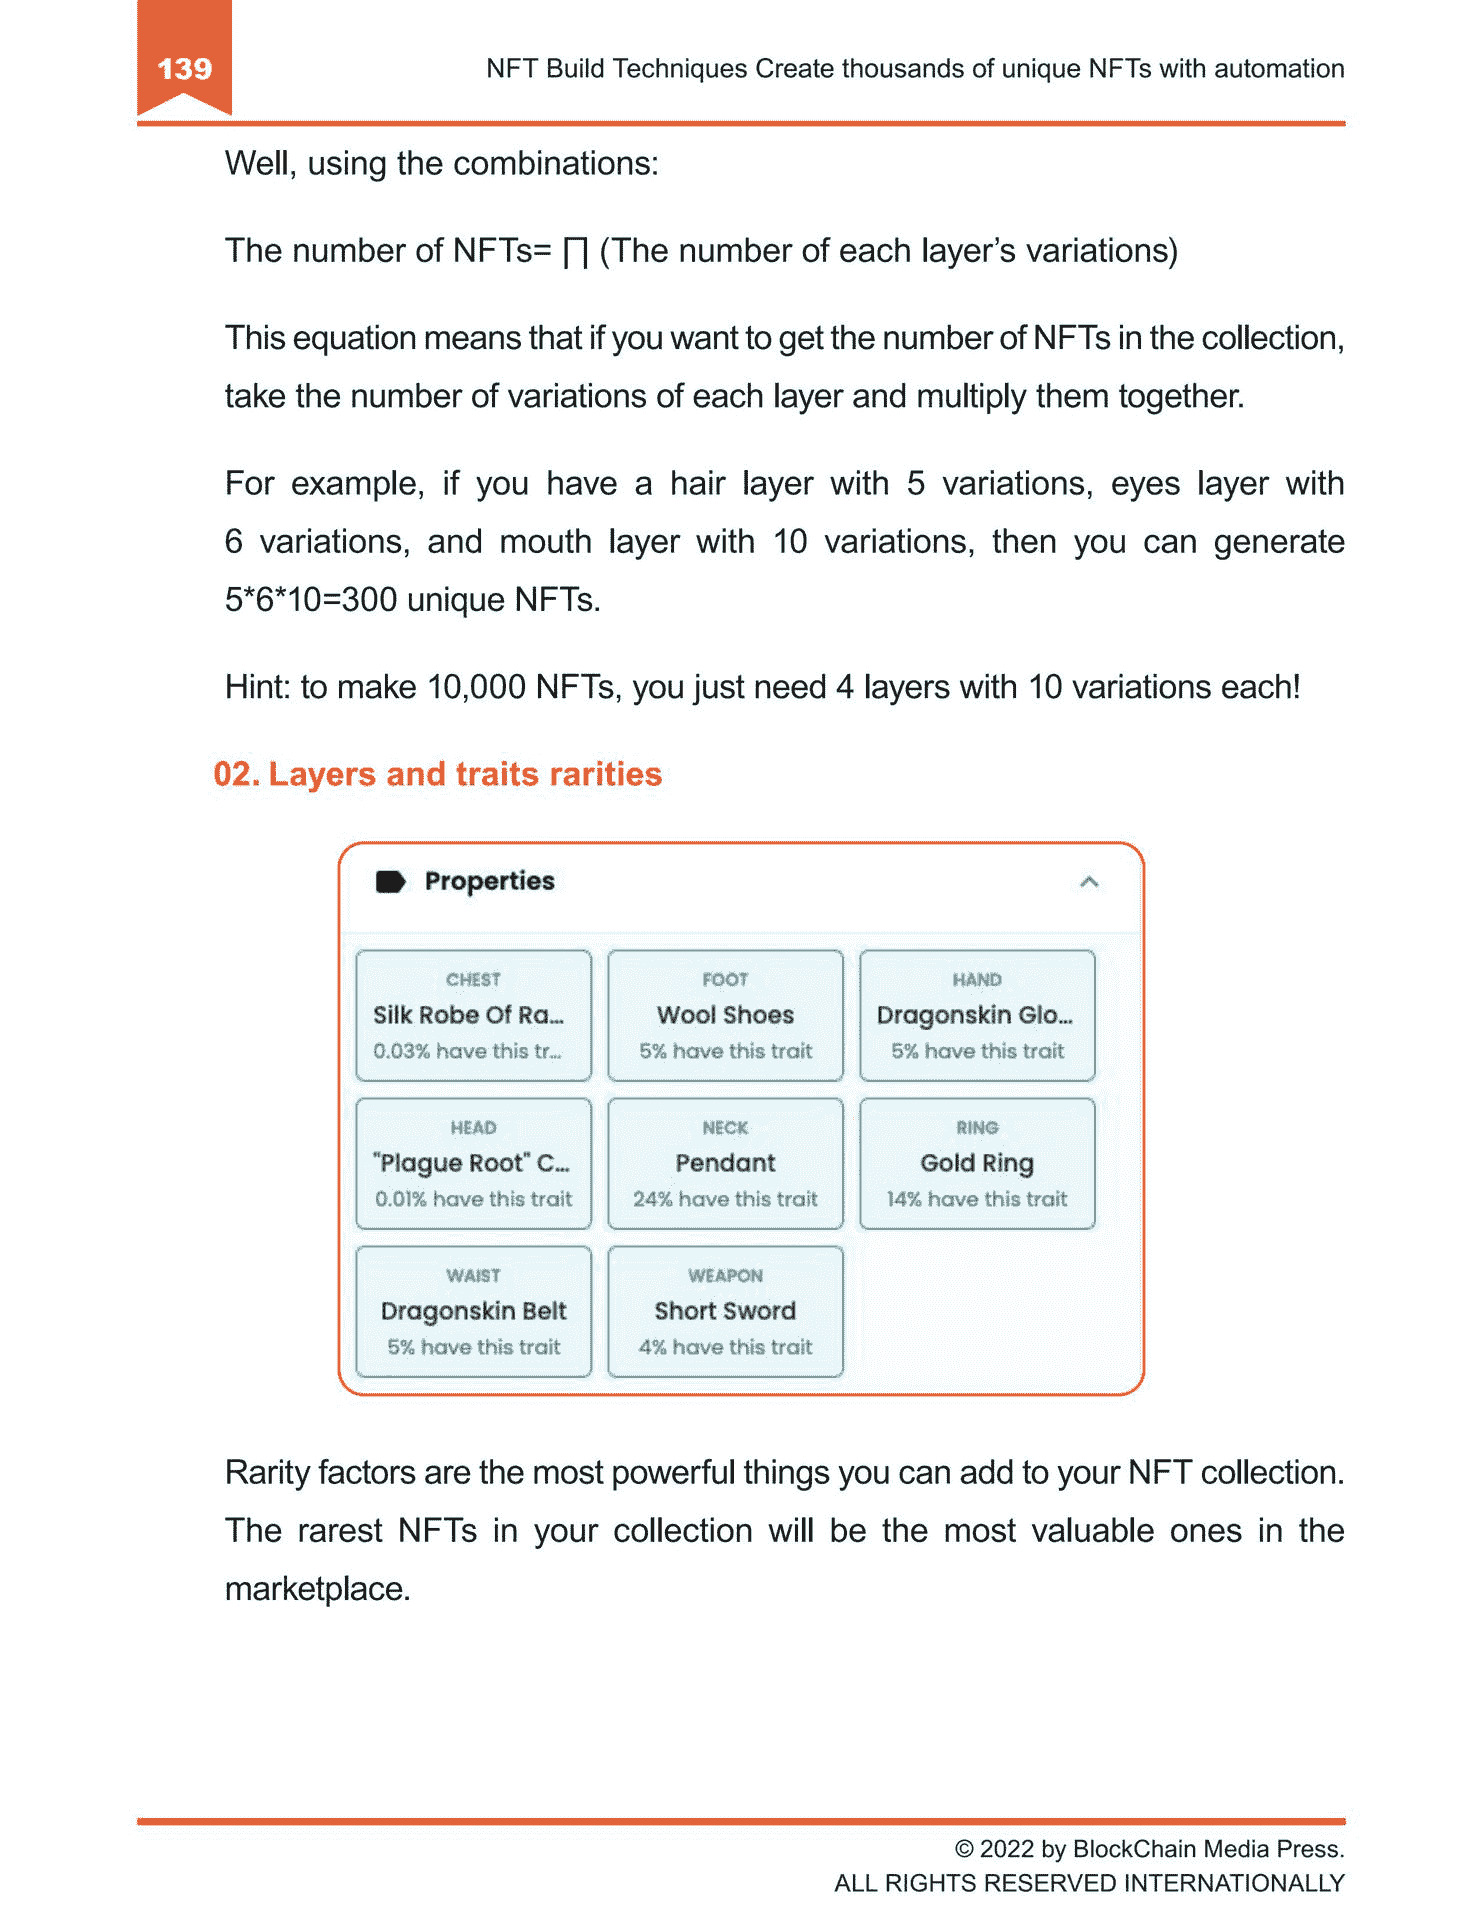 139
NFT Build Techniques Create thousands of unique NFTs with automation
Well, using the combinations:
The number of NFTs= ∏ (The number of each layer’s variations)
This equation means that if you want to get the number of NFTs in the collection,
take the number of variations of each layer and multiply them together.
For example, if you have a hair layer with 5 variations, eyes layer with
6 variations, and mouth layer with 10 variations, then you can generate
5*6*10=300 unique NFTs.
Hint: to make 10,000 NFTs, you just need 4 layers with 10 variations each!
02. Layers and traits rarities
Properties
CHEST
Silk Robe Of Ra...
0.03% have this tr...
FOOT
Wool Shoes
5% have this trait
HAND
Dragonskin Glo...
5% have this trait
HEAD
"Plague Root" C...
0.01% have this trait
NECK
Pendant
24% have this trait
RING
Gold Ring
14% have this trait
WAIST
Dragonskin Belt
5% have this trait
WEAPON
Short Sword
4% have this trait
Rarity factors are the most powerful things you can add to your NFT collection.
The rarest NFTs in your collection will be the most valuable ones in the
marketplace.
© 2022 by BlockChain Media Press.
ALL RIGHTS RESERVED INTERNATIONALLY